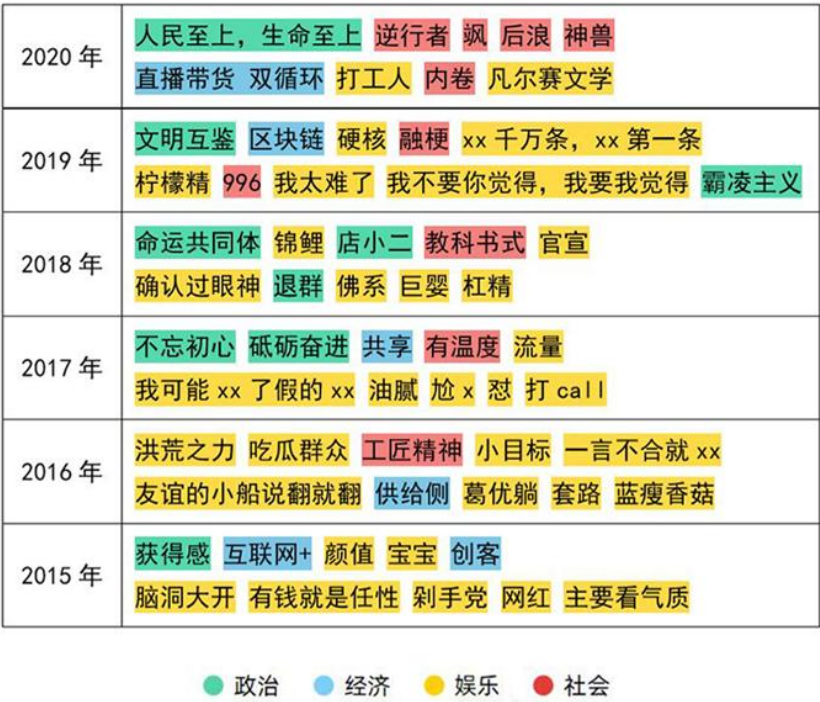 2020 年
人民至上，生命至上 逆行者 飒 后浪 神兽
直播带货 双循环 打工人 内卷 凡尔赛文学
2019 年
文明互鉴 区块链 硬核 融梗 xx 千万条，xx 第一条
柠檬精 996 我太难了 我不要你觉得，我要我觉得 霸凌主义
2018 年
命运共同体 锦鲤 店小二 教科书式 官宣
确认过眼神 退群 佛系 巨婴 杠精
2017 年
不忘初心 砥砺奋进 共享 有温度 流量
我可能 xx 了假的 xx 油腻 尬 x 怼 打 call
2016 年
洪荒之力 吃瓜群众 工匠精神 小目标 一言不合就 xx
友谊的小船说翻就翻 供给侧 葛优躺 套路 蓝瘦香菇
2015 年
获得感 互联网+ 颜值 宝宝 创客
脑洞大开 有钱就是任性 剁手党 网红 主要看气质
政治 经济 娱乐 社会